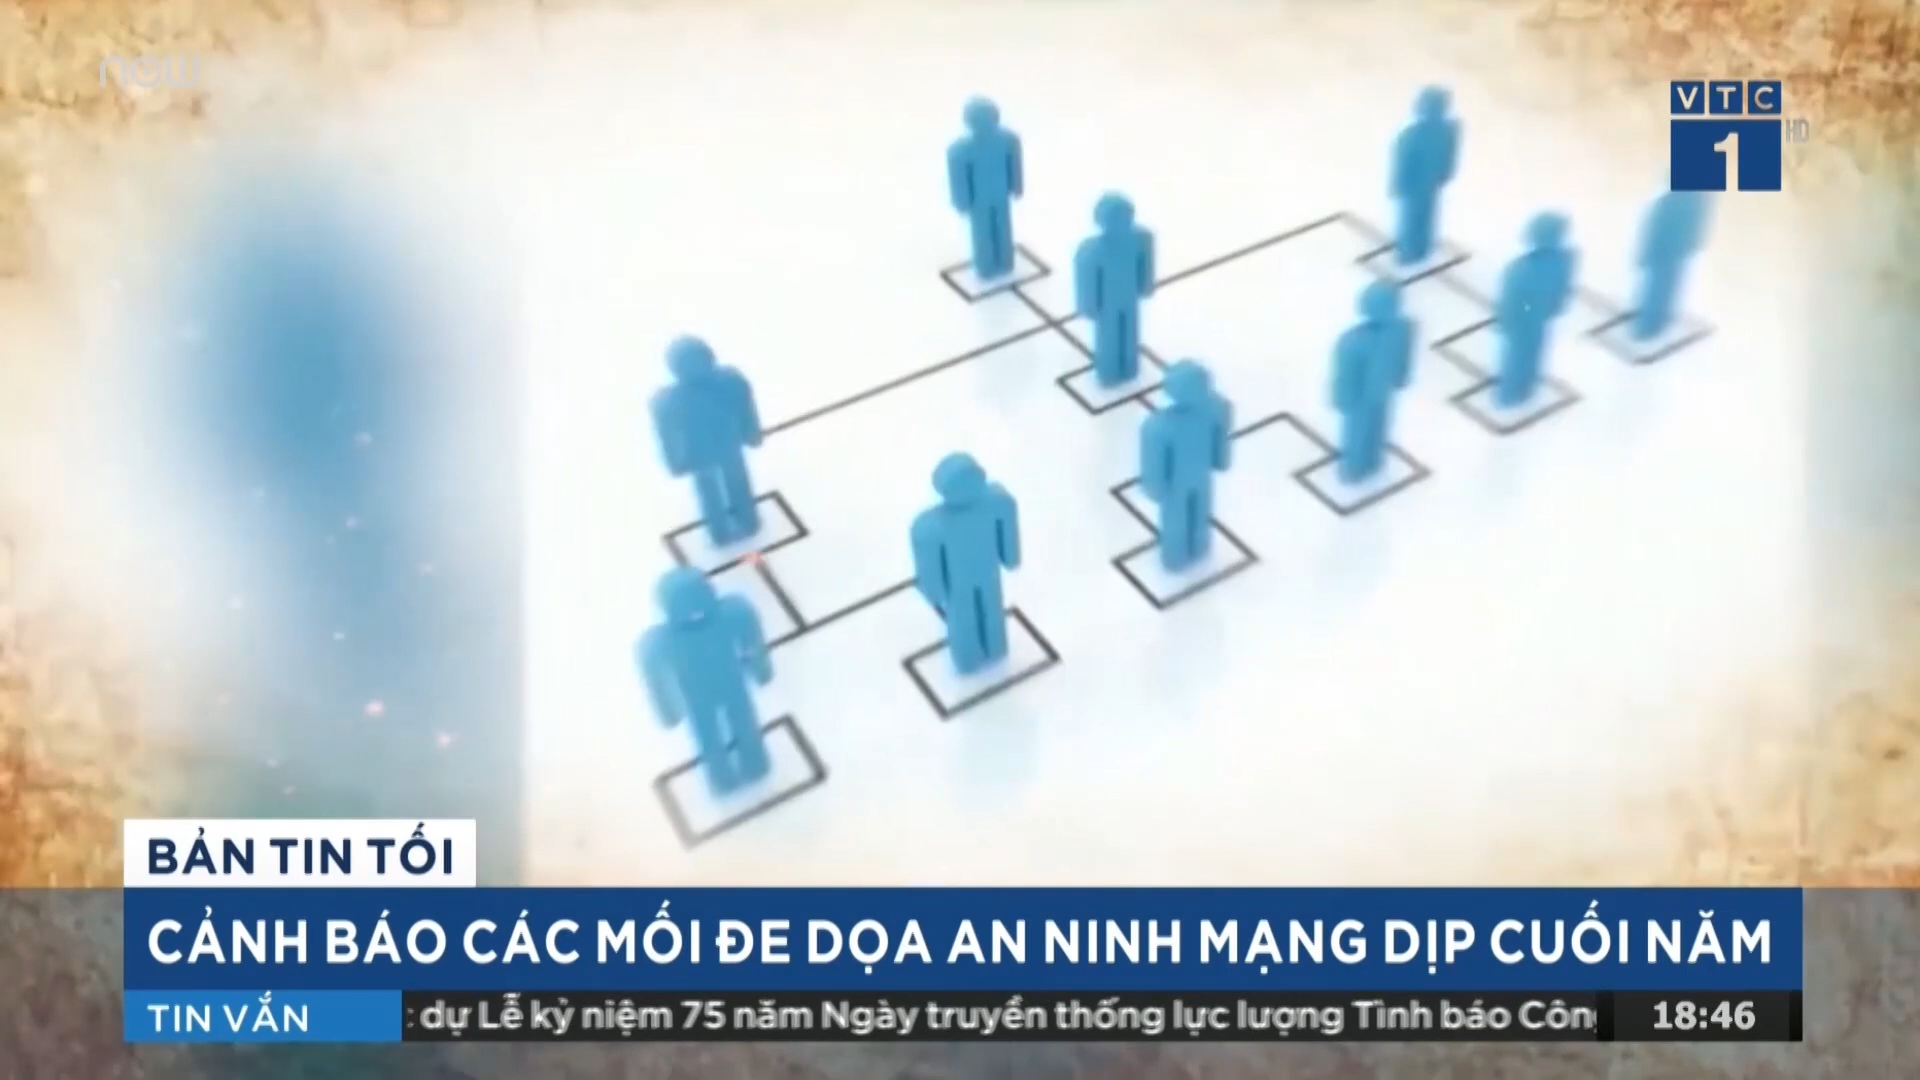 now
VTC
1
HD
BẢN TIN TỐI
CẢNH BÁO CÁC MỐI ĐE DỌA AN NINH MẠNG DỊP CUỐI NĂM
TIN VẮN
dự Lễ kỷ niệm 75 năm Ngày truyền thống lực lượng Tình báo Công
18:46